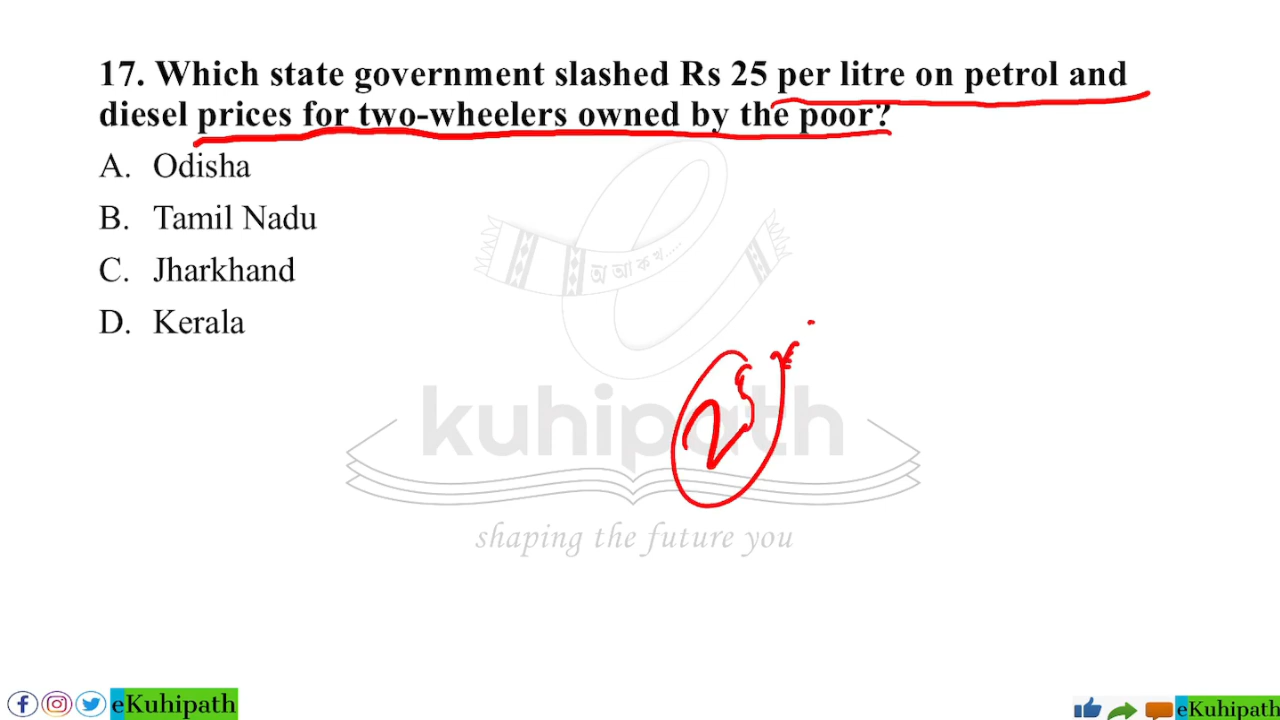 17. Which state government slashed Rs 25 per litre on petrol and
diesel prices for two-wheelers owned by the poor?
A. Odisha
B. Tamil Nadu
C. Jharkhand
D. Kerala
অ আ ক খ.....
25
kuhipath
shaping the future you
eKuhipath
eKuhipath